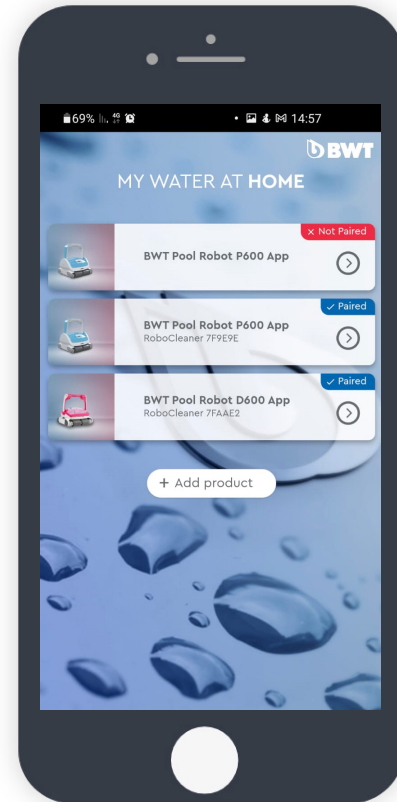 69% 4G 14:57
BWT
MY WATER AT HOME
× Not Paired
BWT Pool Robot P600 App
✓ Paired
BWT Pool Robot P600 App
RoboCleaner 7F9E9E
✓ Paired
BWT Pool Robot D600 App
RoboCleaner 7FAAE2
+ Add product